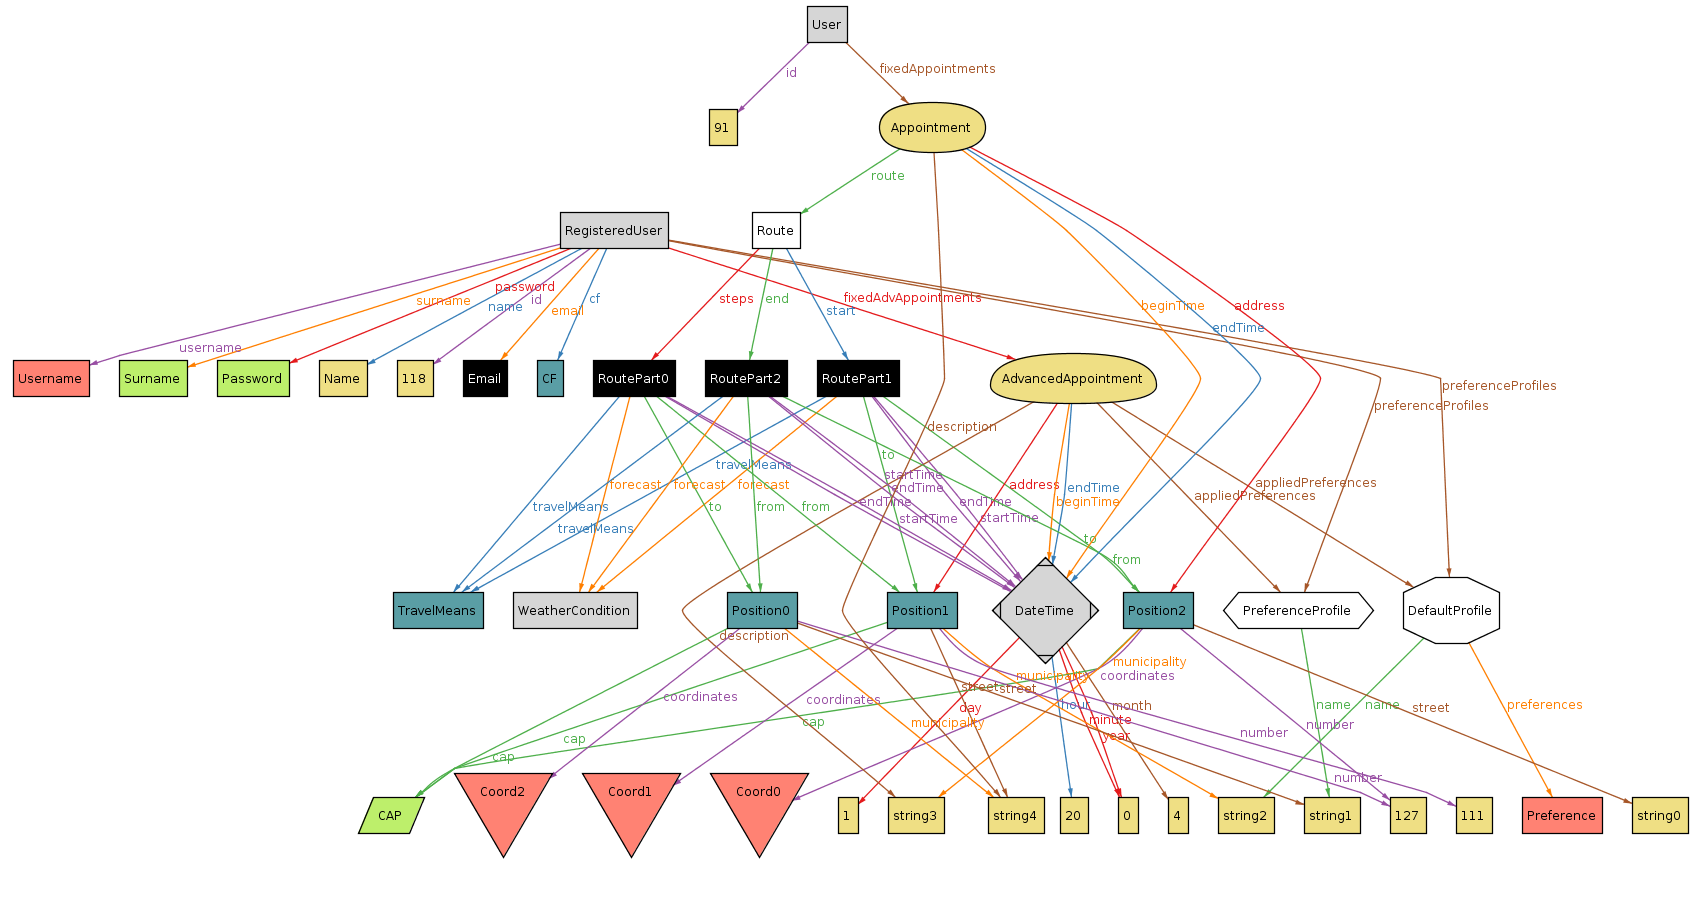 User
id
fixedAppointments
91
Appointment
route
RegisteredUser
Route
password
surname
name
id
email
cf
steps
end
start
fixedAdvAppointments
beginTime
address
endTime
username
Username
Surname
Password
Name
118
Email
CF
RoutePart0
RoutePart2
RoutePart1
AdvancedAppointment
preferenceProfiles
preferenceProfiles
description
to
travelMeans
startTime
forecast
forecast
forecast
endTime
address
endTime
appliedPreferences
appliedPreferences
endTime
endTime
beginTime
travelMeans
to
from
from
startTime
startTime
travelMeans
to
from
TravelMeans
WeatherCondition
Position0
Position1
DateTime
Position2
PreferenceProfile
DefaultProfile
description
municipality
municipality
coordinates
street
street
coordinates
coordinates
cap
municipality
day
hour
month
minute
year
name
name
number
number
street
preferences
cap
cap
number
CAP
Coord2
Coord1
Coord0
1
string3
string4
20
0
4
string2
string1
127
111
Preference
string0